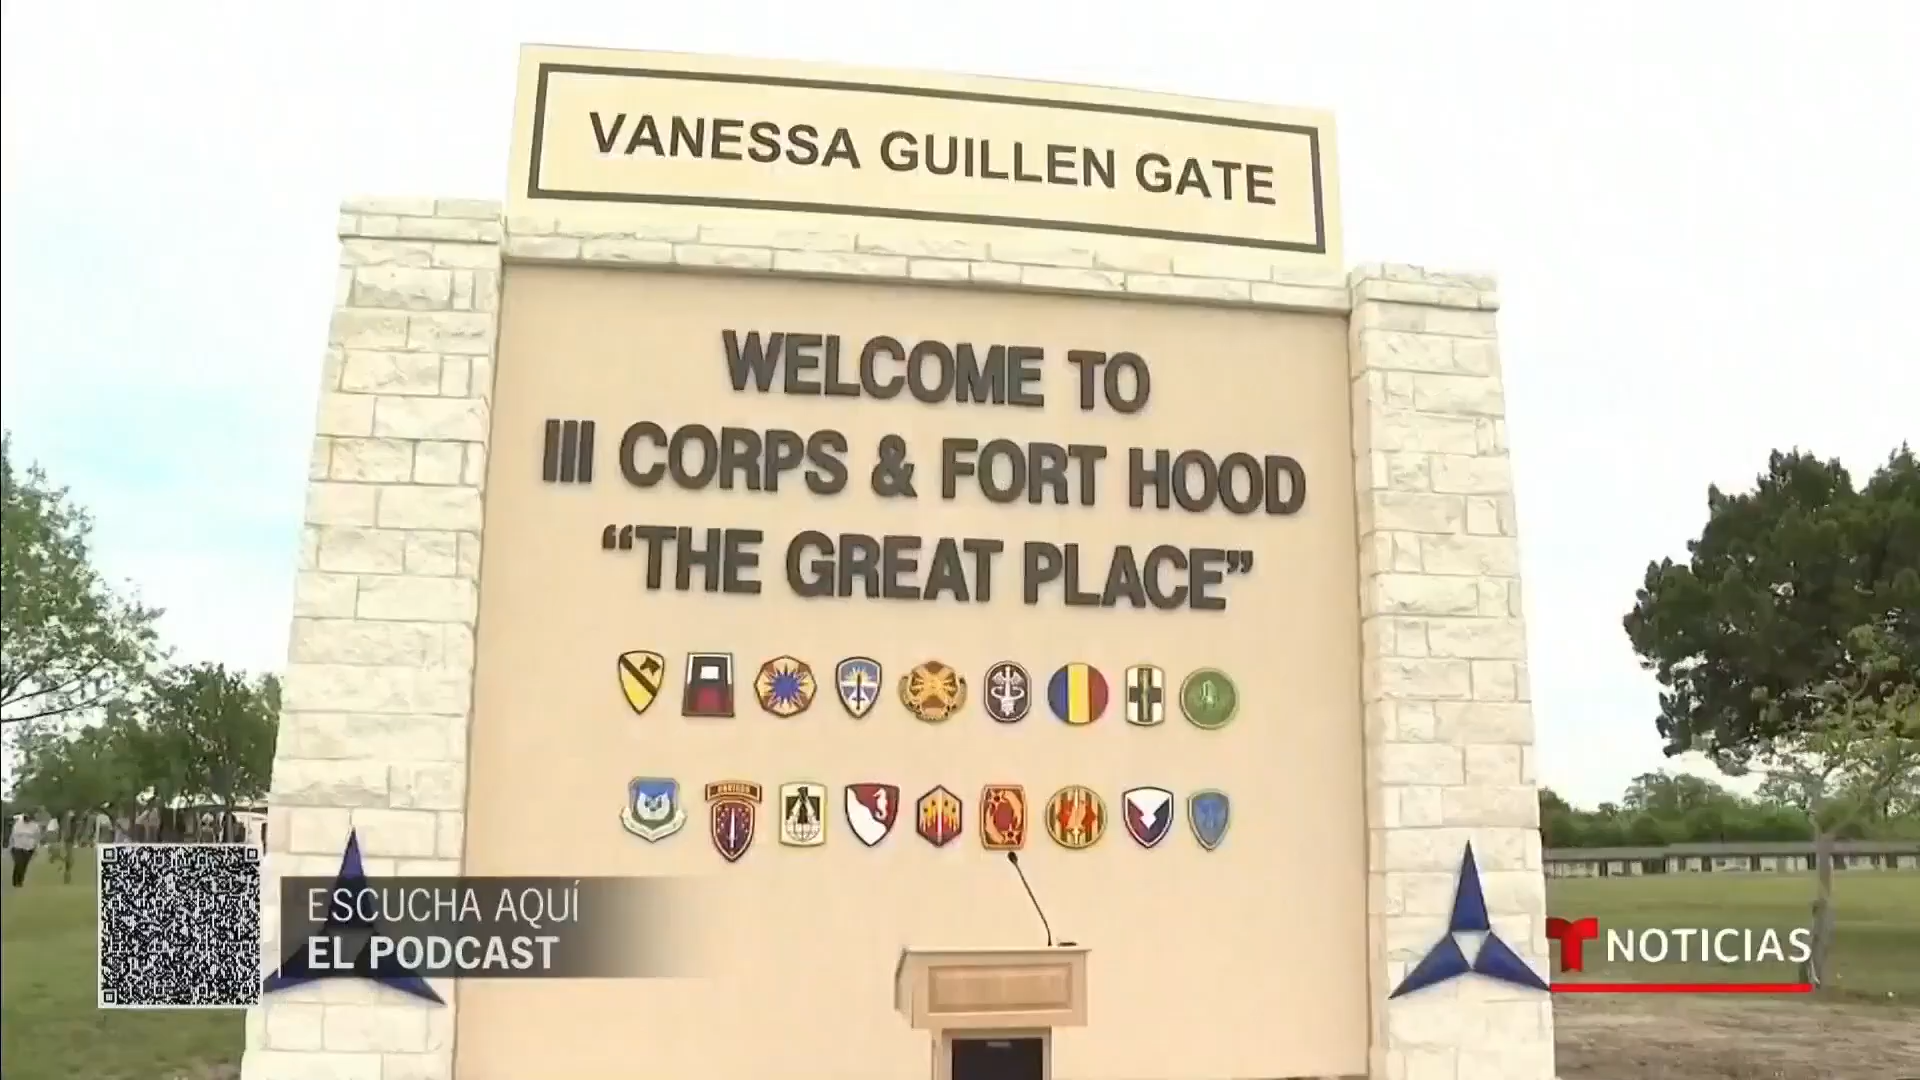 VANESSA GUILLEN GATE
WELCOME TO
III CORPS & FORT HOOD
“THE GREAT PLACE”
ESCUCHA AQUÍ
EL PODCAST
NOTICIAS